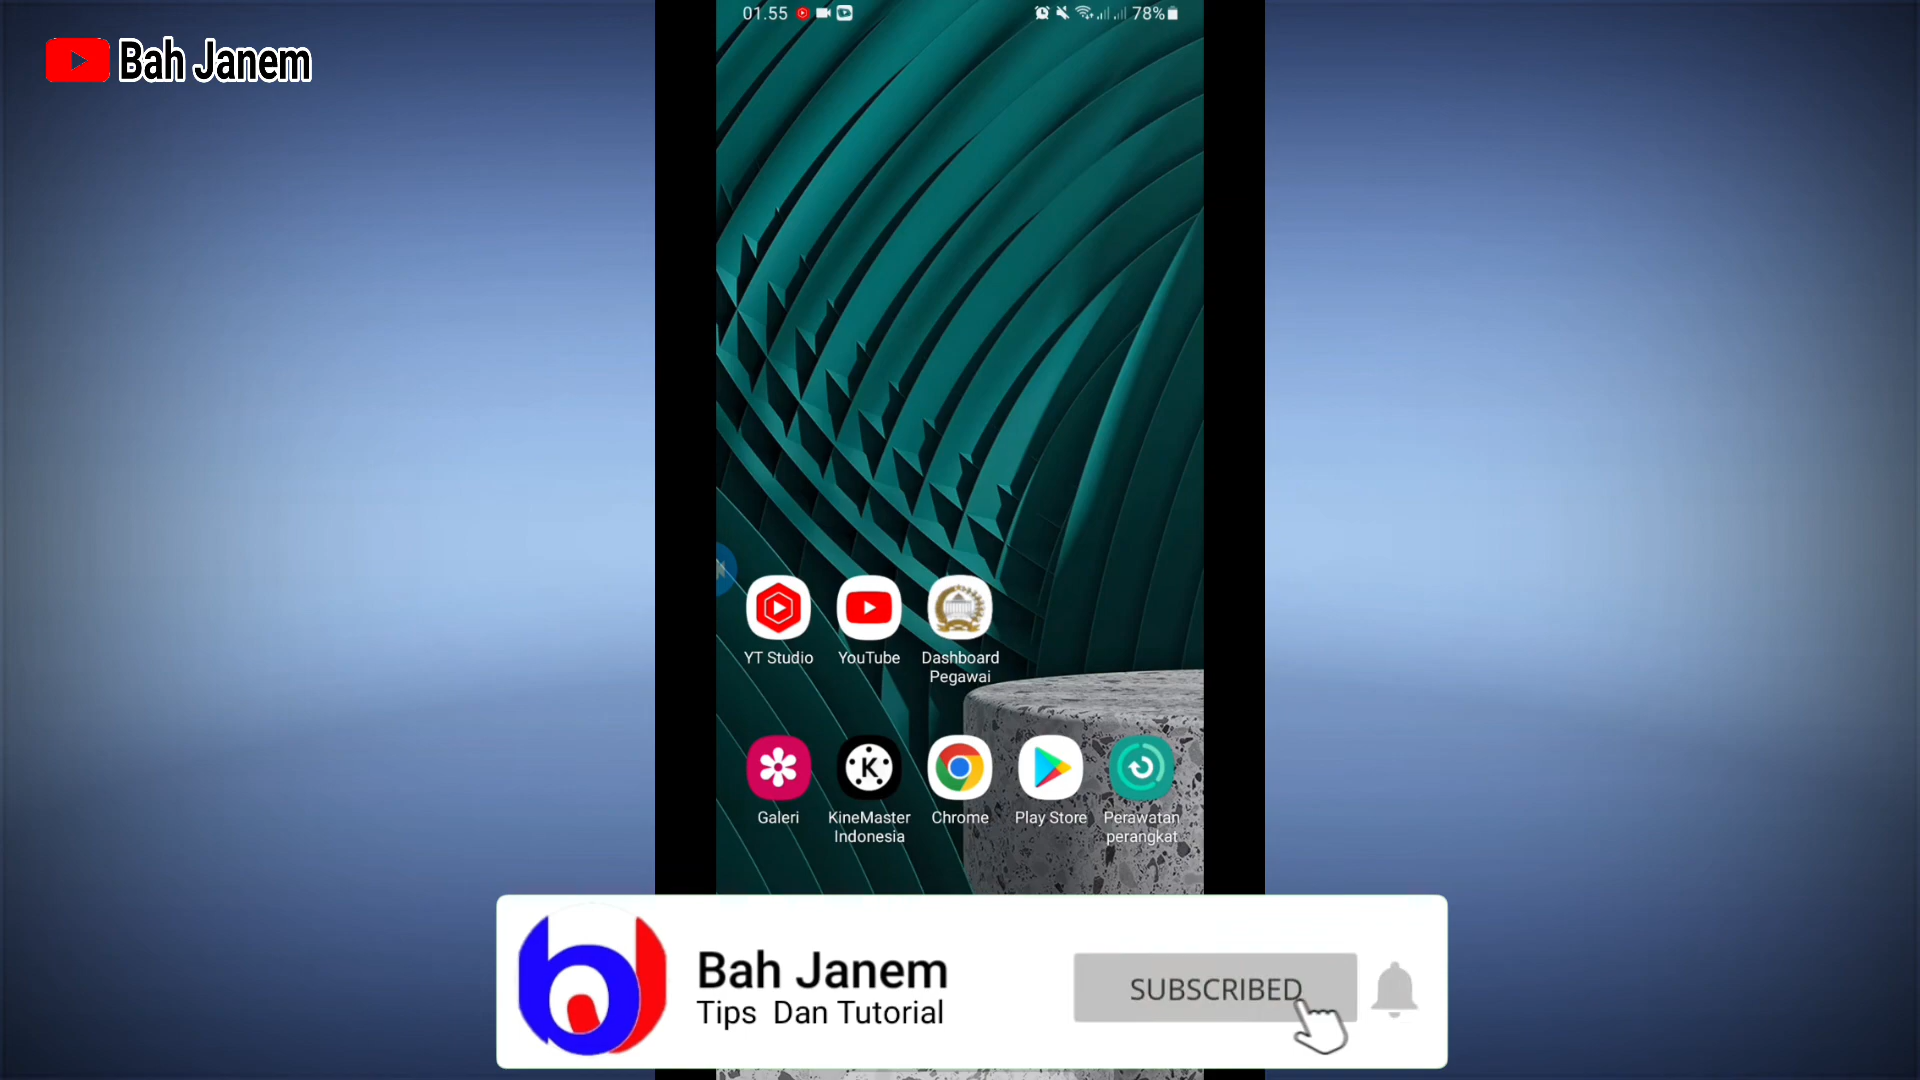 01.55
78%
Bah Janem
YT Studio
YouTube
Dashboard
Pegawai
Galeri
KineMaster
Indonesia
Chrome
Play Store
Perawatan
perangkat
Bah Janem
Tips Dan Tutorial
SUBSCRIBED